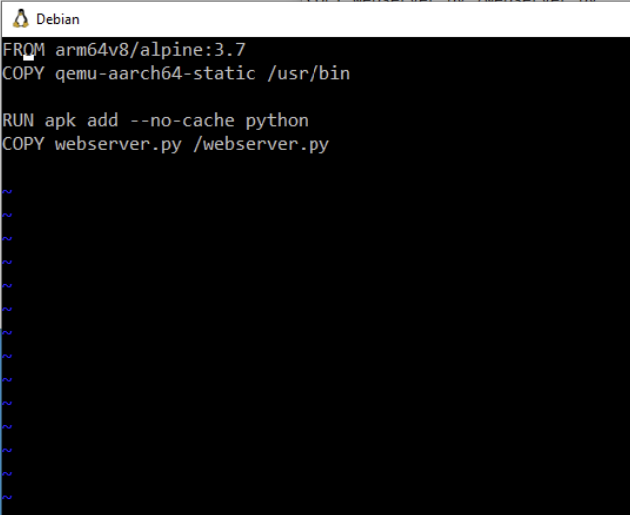 Debian
FROM arm64v8/alpine:3.7
COPY qemu-aarch64-static /usr/bin
RUN apk add --no-cache python
COPY webserver.py /webserver.py
~
~
~
~
~
~
~
~
~
~
~
~
~
~